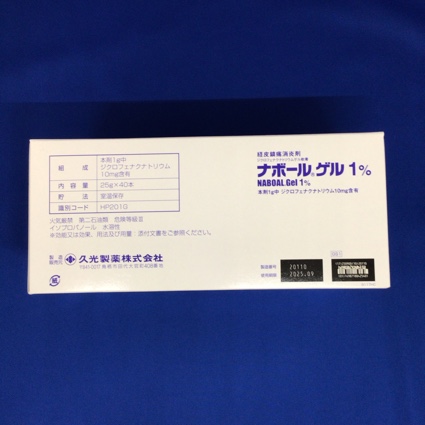 組成
本剤1g中
ジクロフェナクナトリウム
10mg含有
内容量 25g×40本
貯法 室温保存
識別コード HP201G
火気厳禁 第二石油類 危険等級Ⅲ
イソプロパノール 水溶性
※効能又は効果、用法及び用量:添付文書をご参照ください。
製造販売元 久光製薬株式会社
経皮鎮痛消炎剤
ナボール®ゲル 1%
NABOAL Gel 1%
本剤1g中ジクロフェナクナトリウム10mg含有
製造番号 Z0110
使用期限 2025.09